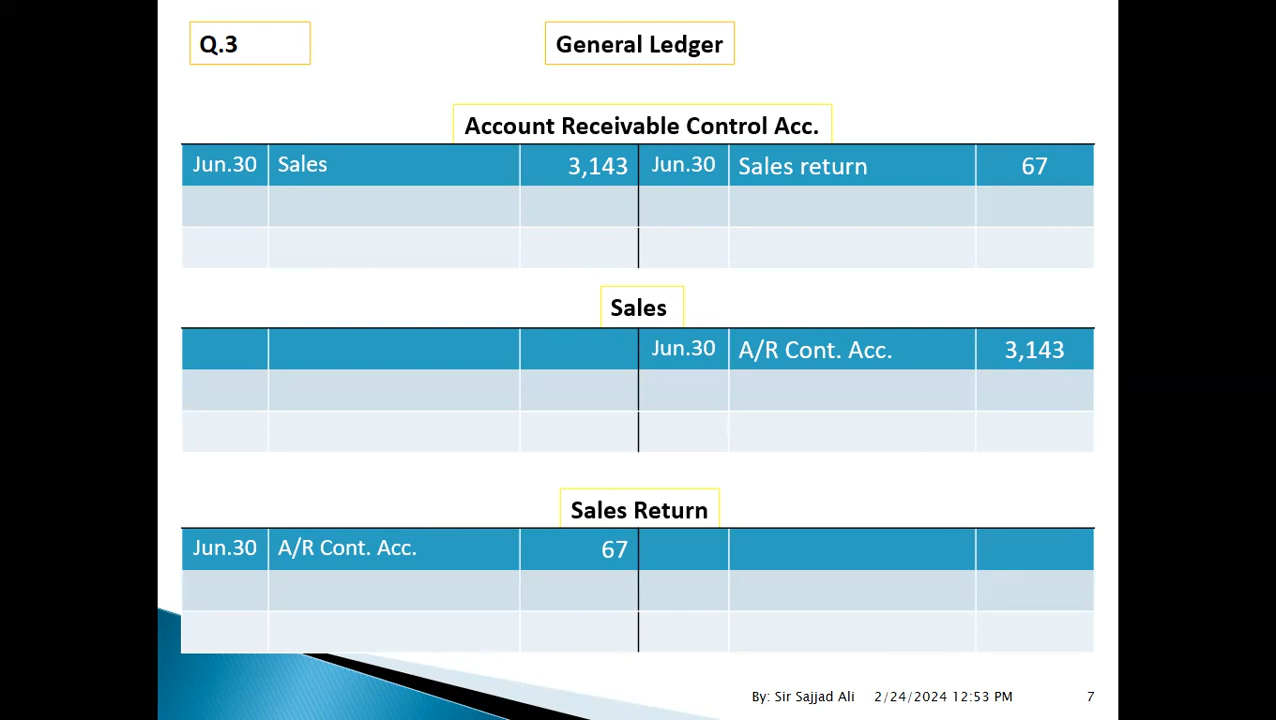 Q.3
General Ledger
Account Receivable Control Acc.
Jun.30 Sales 3,143 Jun.30 Sales return 67
Sales
Jun.30 A/R Cont. Acc. 3,143
Sales Return
Jun.30 A/R Cont. Acc. 67
By: Sir Sajjad Ali 2/24/2024 12:53 PM 7